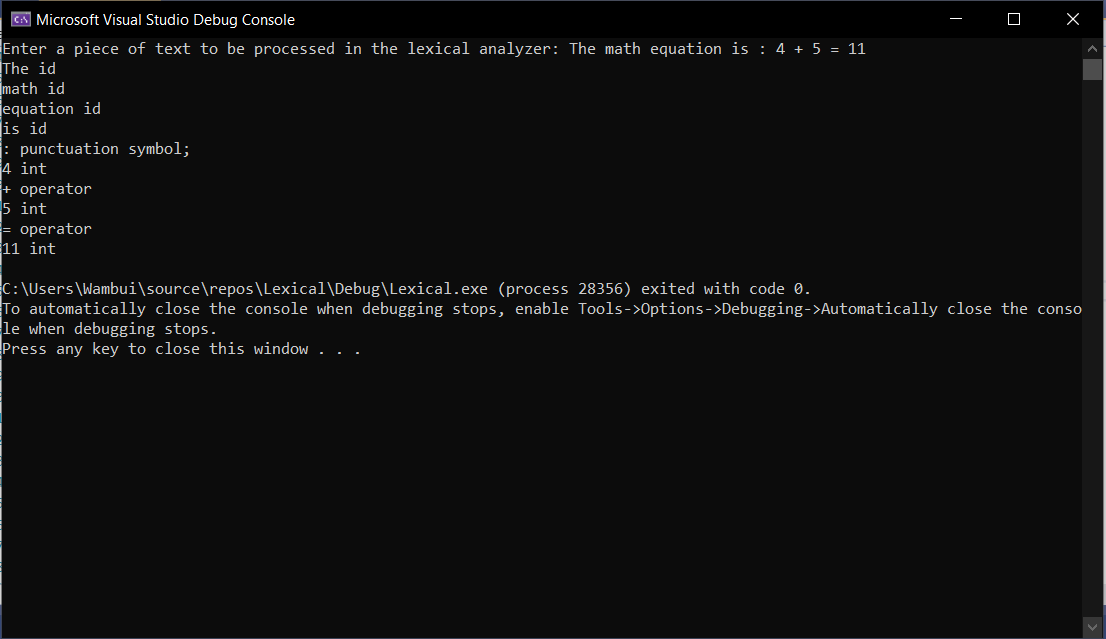 Microsoft Visual Studio Debug Console
Enter a piece of text to be processed in the lexical analyzer: The math equation is : 4 + 5 = 11
The id
math id
equation id
is id
: punctuation symbol;
4 int
+ operator
5 int
= operator
11 int
C:\Users\Wambui\source\repos\Lexical\Debug\Lexical.exe (process 28356) exited with code 0.
To automatically close the console when debugging stops, enable Tools->Options->Debugging->Automatically close the conso
le when debugging stops.
Press any key to close this window . . .